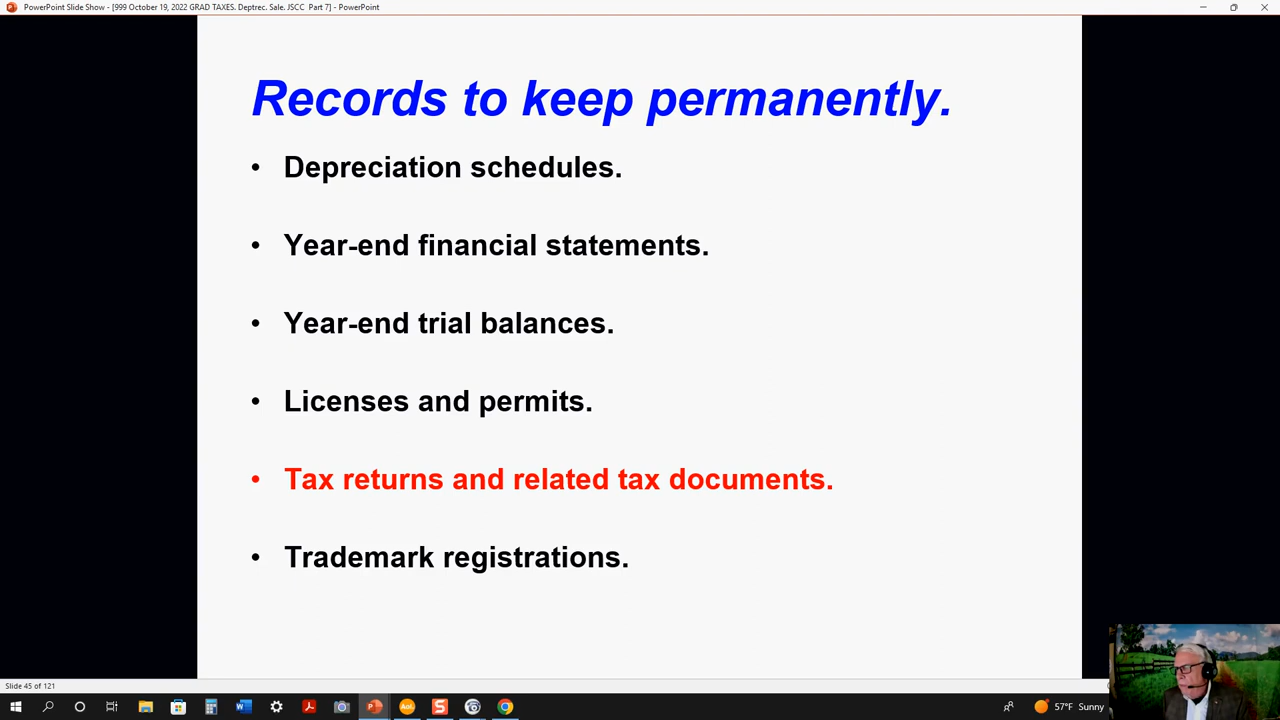 PowerPoint Slide Show - [999 October 19, 2022 GRAD TAXES. Deptrec. Sale. JSCC  Part 7] - PowerPoint
Records to keep permanently.
• Depreciation schedules.
• Year-end financial statements.
• Year-end trial balances.
• Licenses and permits.
• Tax returns and related tax documents.
• Trademark registrations.
Slide 45 of 121
Aol.
57°F Sunny